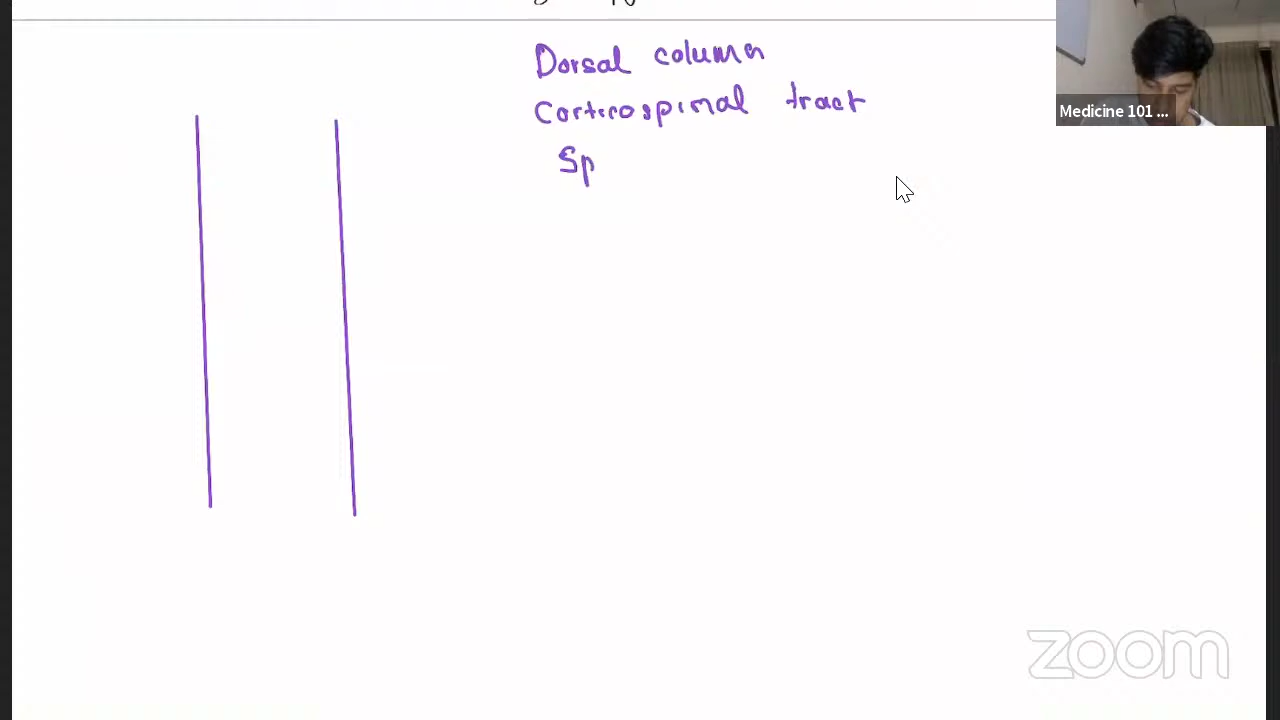 Dorsal column
Corticospinal tract
Sp
Medicine 101 ...
zoom